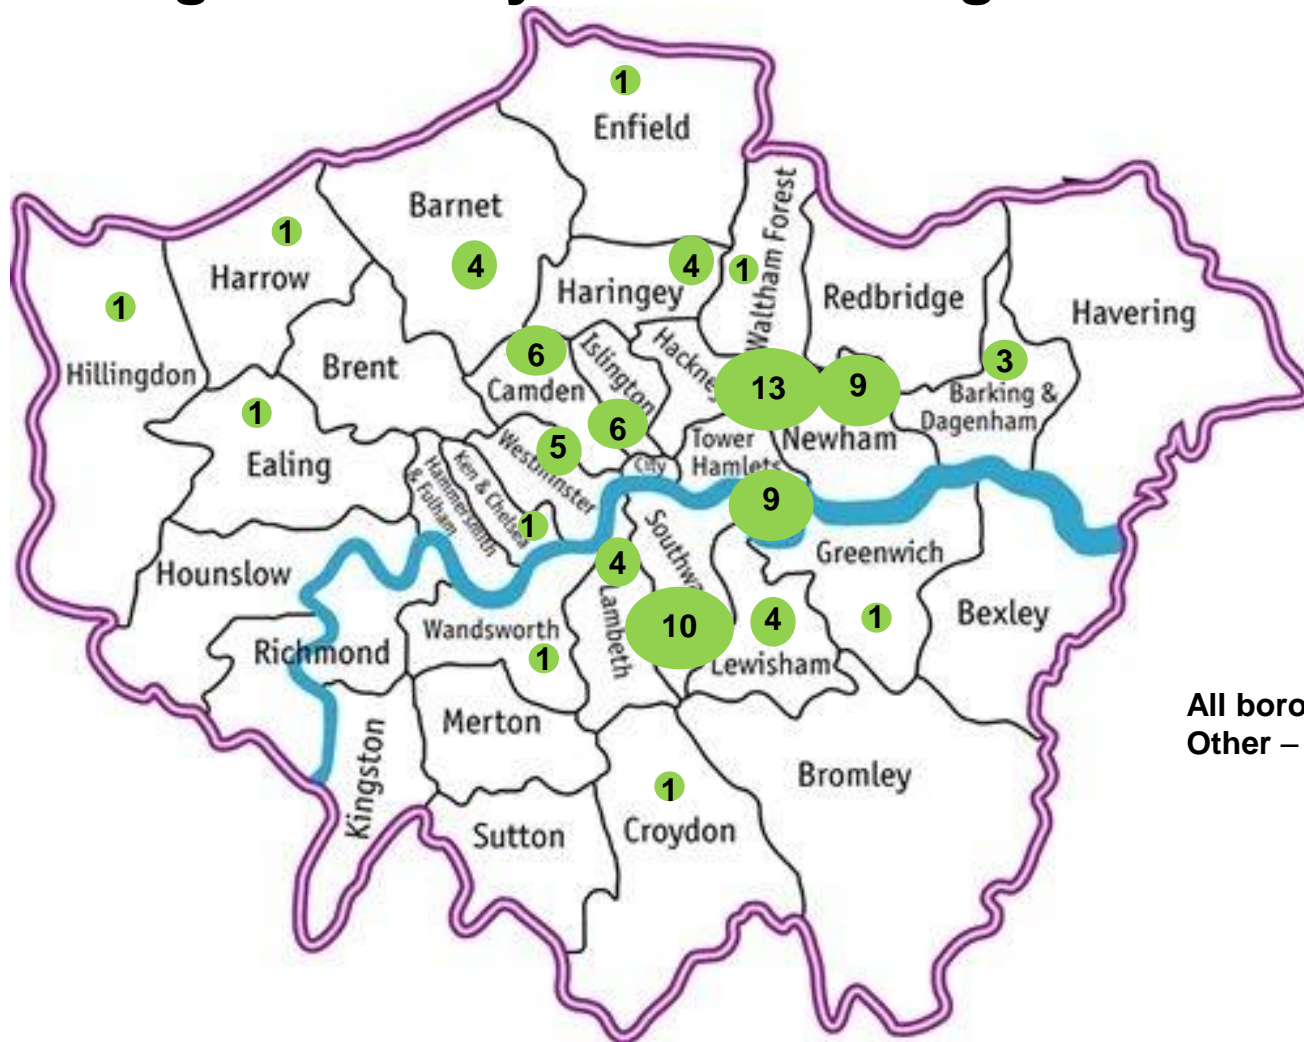 1
Enfield
Barnet
4
1
Harrow
1
Hillingdon
Haringey
4
1
Waltham Forest
Redbridge
Havering
Brent
6
Camden
Islington
6
Hackney
13
9
Newham
3
Barking &
Dagenham
1
Ealing
Westminster
5
City
Tower
Hamlets
9
Hammersmith
& Fulham
Ken & Chelsea
1
Hounslow
Richmond
Wandsworth
1
4
Lambeth
10
4
Lewisham
Greenwich
1
Bexley
Merton
Kingston
Sutton
1
Croydon
Bromley
All
Other –